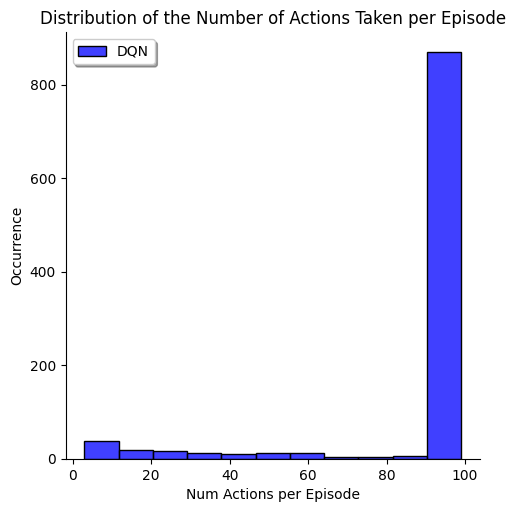 Distribution of the Number of Actions Taken per Episode
DQN
800
600
400
200
0
Occurrence
0 20 40 60 80 100
Num Actions per Episode